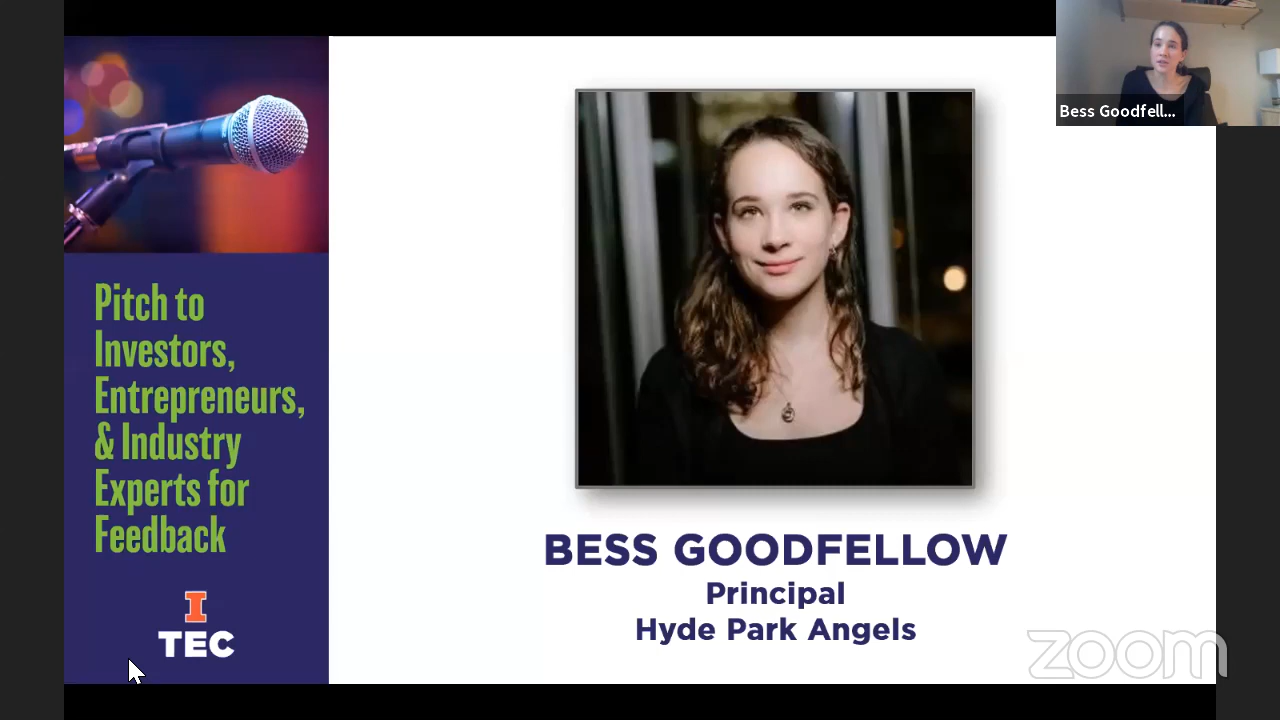 Bess Goodfell...
Pitch to
Investors,
Entrepreneurs,
& Industry
Experts for
Feedback
I
TEC
BESS GOODFELLOW
Principal
Hyde Park Angels
zoom